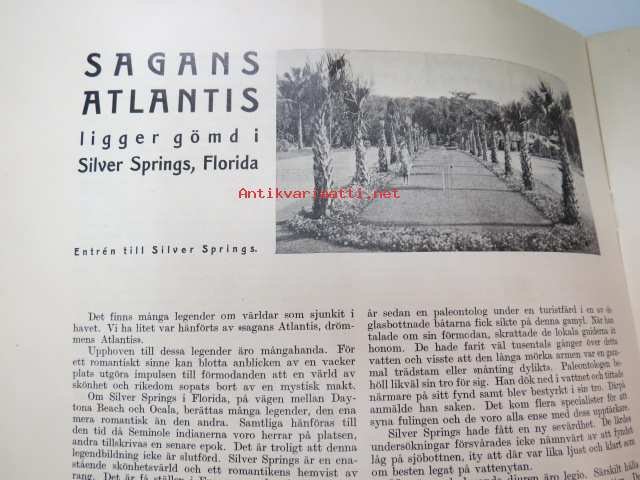 SAGANS
ATLANTIS
ligger gömd i
Silver Springs, Florida
Antikvariaatti.net
Entrén till Silver Springs.
Det finns många legender om världar som sjunkit i
havet. Vi ha litet var hänförts av »sagans Atlantis, dröm-
mens Atlantis».
Upphoven till dessa legender äro mångahanda. För
ett romantiskt sinne kan blotta anblicken av en vacker
plats utgöra impulsen till förmodanden att en värld av
skönhet och rikedom sopats bort av en mystisk makt.
Om Silver Springs i Florida, på vägen mellan Day-
tona Beach och Ocala, berättas många legender, den ena
mera romantisk än den andra. Samtliga hänföras till
den tid då Seminole indianerna voro herrar på platsen,
andra tillskrivas en senare epok. Det är troligt att denna
legendbildning icke är slutförd. Silver Springs är en ena-
stående skönhetsvärld och ett romantikens hemvist av
rang. Det är få ställen i
år sedan en paleontolog under en turistfärd i en av de
glasbottnade båtarna fick sikte på denna gamyl. När han
talade om sin förmodan, skrattade de lokala guiderna åt
honom. De hade farit väl tusentals gånger över detta
vatten och visste att den långa mörka armen var en gam-
mal trädstam eller »nånting dylikt». Paleontologen be-
höll likväl sin tro för sig. Han dök ned i vattnet och tittade
närmare på sitt fynd samt blev bestyrkt i sin tro. Därpå
anmälde han saken. Det kom flera specialister för att
syna fulingen och de voro alla ense med dess upptäckare.
Silver Springs hade fått en ny sevärdhet. De lärdes
undersökningar försvårades icke nämnvärt av att fyndet
låg på sjöbottnen, ity att där var lika ljust och klart som
om besten legat på vattenytan.
djuren äro legio. Särskilt hålla